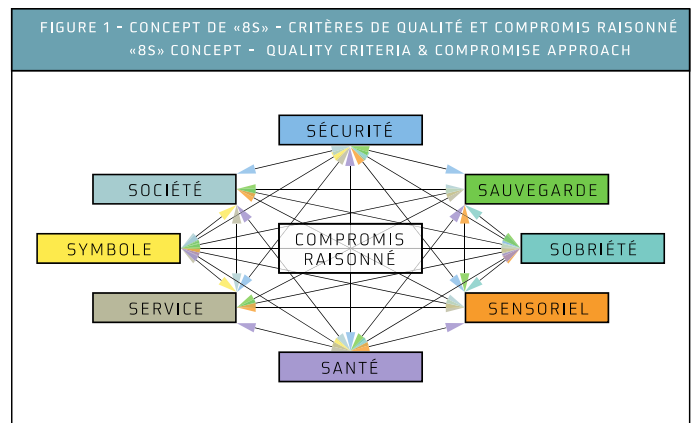 FIGURE 1 - CONCEPT DE «8S» - CRITÈRES DE QUALITÉ ET COMPROMIS RAISONNÉ
«8S» CONCEPT - QUALITY CRITERIA & COMPROMISE APPROACH
SÉCURITÉ
SOCIÉTÉ
SAUVEGARDE
SYMBOLE
COMPROMIS
RAISONNÉ
SOBRIÉTÉ
SERVICE
SENSORIEL
SANTÉ